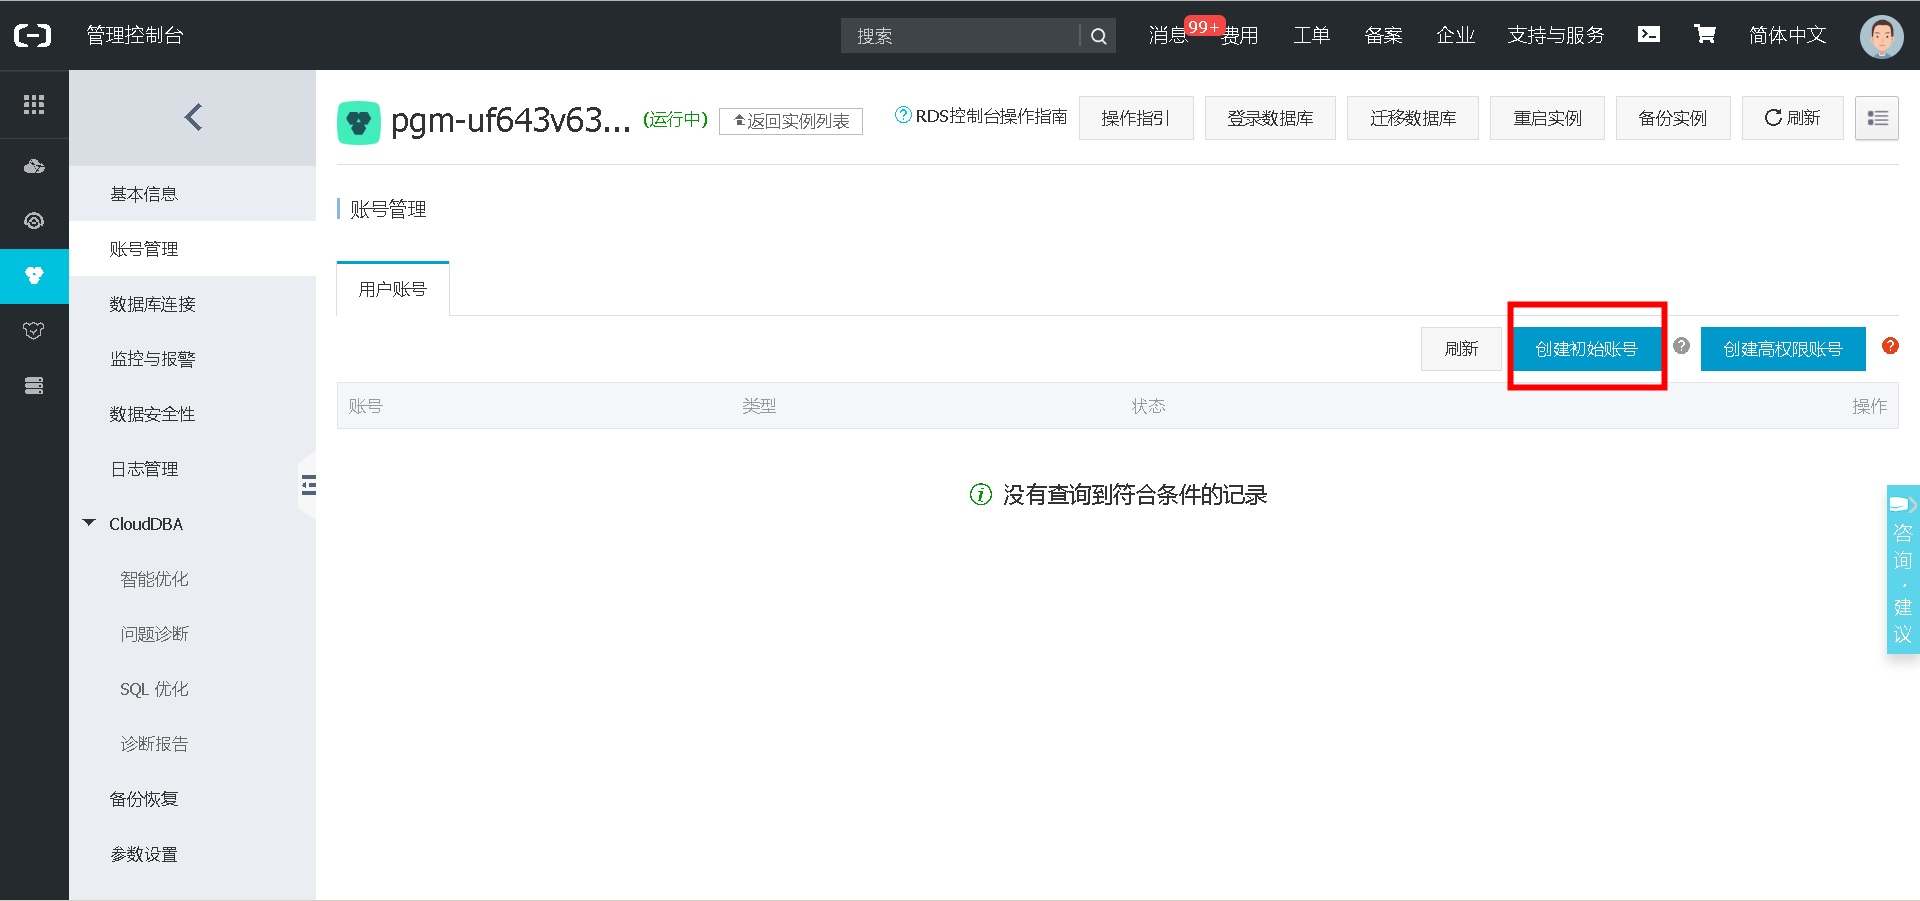 管理控制台
搜索
消息
99+
费用
工单
备案
企业
支持与服务
简体中文
pgm-uf643v63...
(运行中)
返回实例列表
RDS控制台操作指南
操作指引
登录数据库
迁移数据库
重启实例
备份实例
刷新
基本信息
账号管理
数据库连接
监控与报警
数据安全性
日志管理
CloudDBA
智能优化
问题诊断
SQL 优化
诊断报告
备份恢复
参数设置
账号管理
用户账号
刷新
创建初始账号
创建高权限账号
账号
类型
状态
操作
没有查询到符合条件的记录
咨询·建议